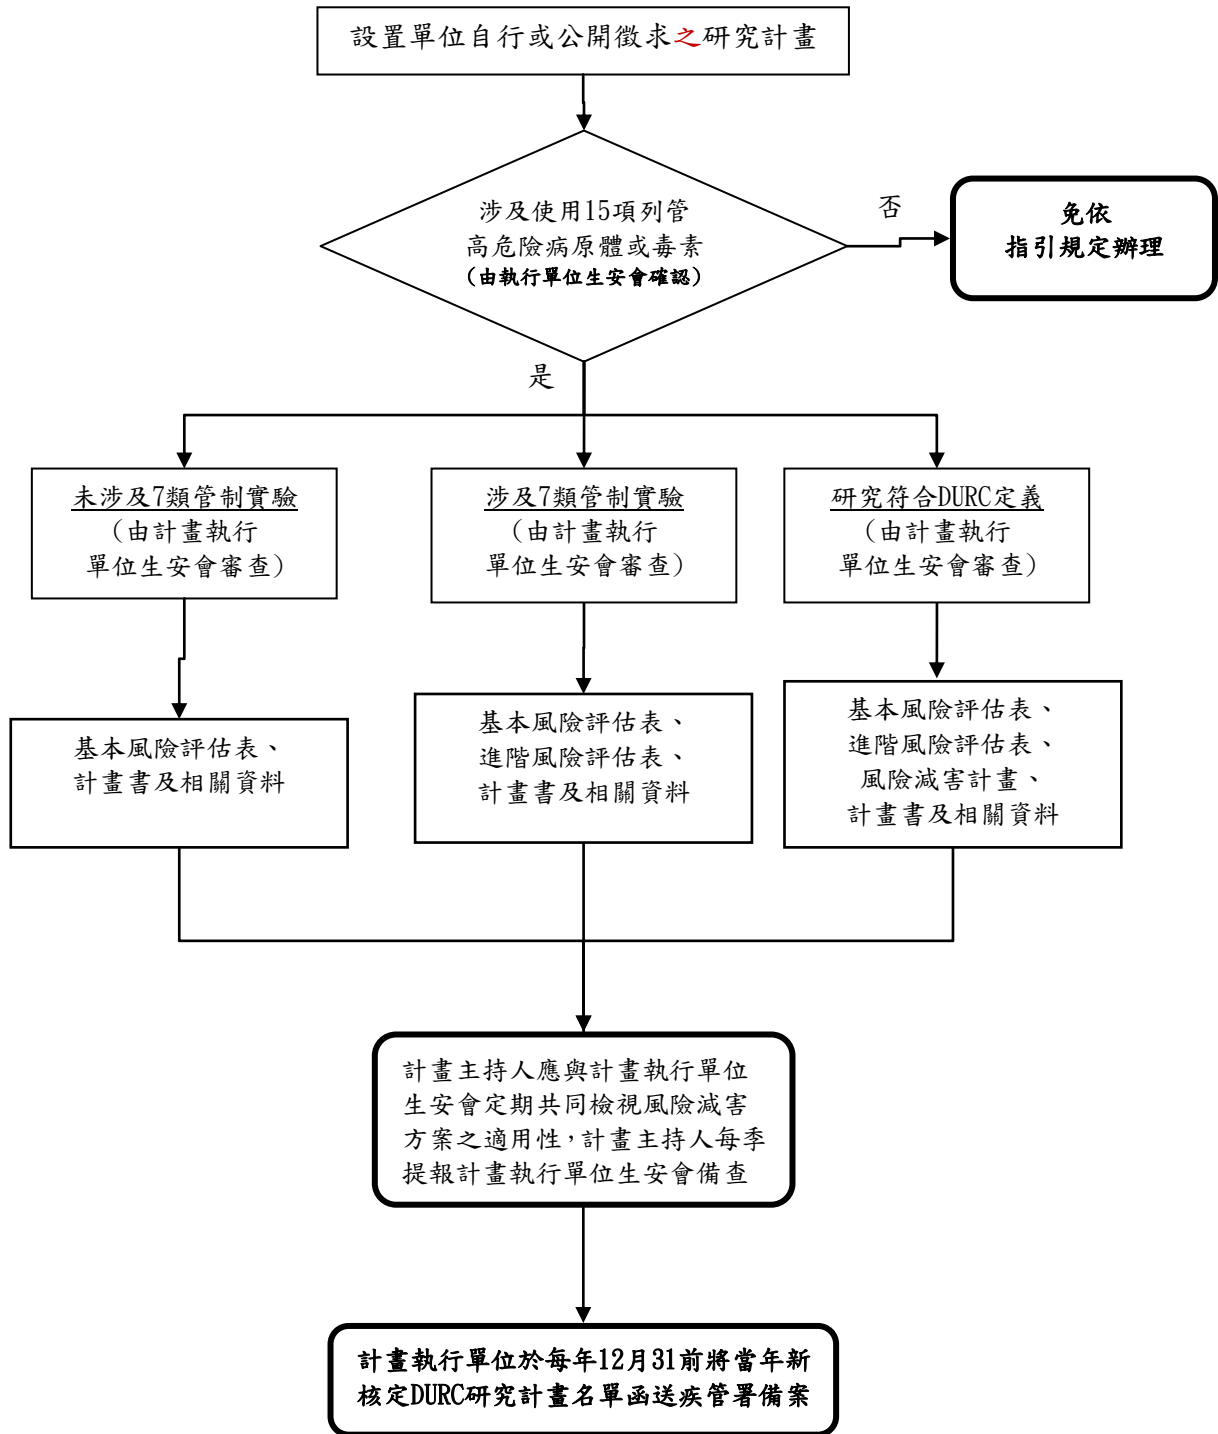 設置單位自行或公開徵求之研究計畫
涉及使用15項列管
高危險病原體或毒素
(由執行單位生安會確認)
否
免依
指引規定辦理
是
未涉及7類管制實驗
(由計畫執行
單位生安會審查)
涉及7類管制實驗
(由計畫執行
單位生安會審查)
研究符合DURC定義
(由計畫執行
單位生安會審查)
基本風險評估表、
計畫書及相關資料
基本風險評估表、
進階風險評估表、
計畫書及相關資料
基本風險評估表、
進階風險評估表、
風險減害計畫、
計畫書及相關資料
計畫主持人應與計畫執行單位
生安會定期共同檢視風險減害
方案之適用性,計畫主持人每季
提報計畫執行單位生安會備查
計畫執行單位於每年12月31前將當年新
核定DURC研究計畫名單函送疾管署備案